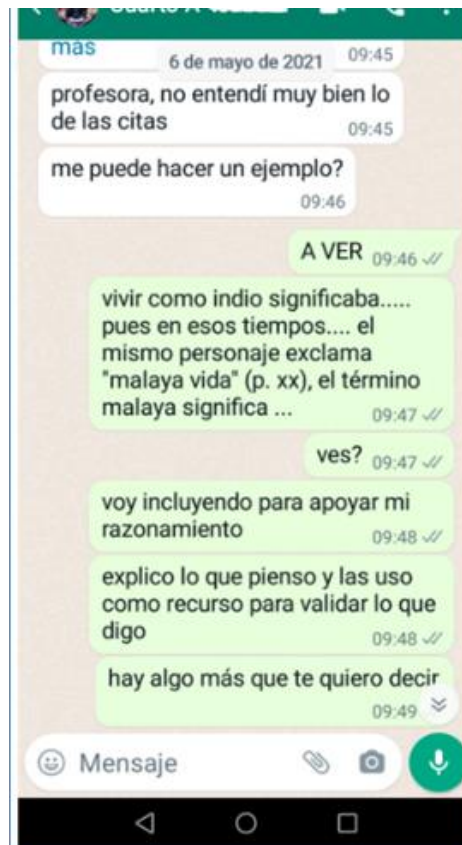 Cuarto A
más
6 de mayo de 2021
09:45
profesora, no entendí muy bien lo
de las citas
09:45
me puede hacer un ejemplo?
09:46
A VER 09:46
vivir como indio significaba.....
pues en esos tiempos.... el
mismo personaje exclama
"malaya vida" (p. xx), el término
malaya significa ...
09:47
ves? 09:47
voy incluyendo para apoyar mi
razonamiento
09:48
explico lo que pienso y las uso
como recurso para validar lo que
digo
09:48
hay algo más que te quiero decir
09:49
Mensaje